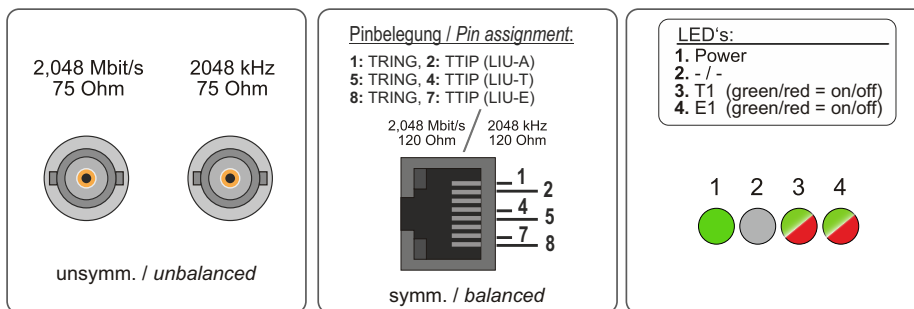 2,048 Mbit/s
75 Ohm
2048 kHz
75 Ohm
unsymm. / unbalanced
Pinbelegung / Pin assignment:
1: TRING, 2: TTIP (LIU-A)
5: TRING, 4: TTIP (LIU-T)
8: TRING, 7: TTIP (LIU-E)
2,048 Mbit/s
120 Ohm
2048 kHz
120 Ohm
1
2
4
5
7
8
symm. / balanced
LED's:
1. Power
2. - / -
3. T1 (green/red = on/off)
4. E1 (green/red = on/off)
1 2 3 4